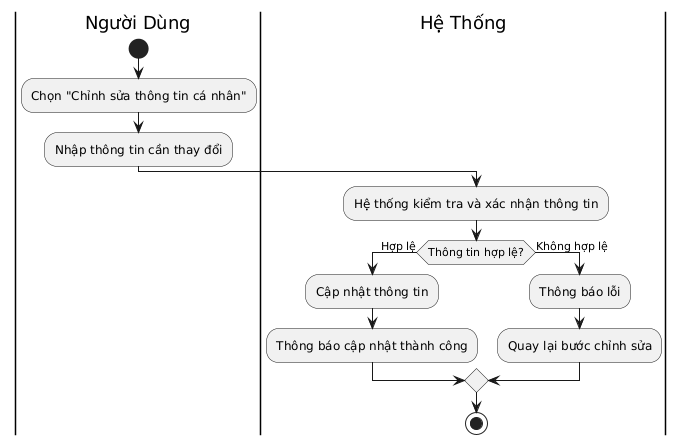 Người Dùng
Hệ Thống
Chọn "Chỉnh sửa thông tin cá nhân"
Nhập thông tin cần thay đổi
Hệ thống kiểm tra và xác nhận thông tin
Hợp lệ
Thông tin hợp lệ?
Không hợp lệ
Cập nhật thông tin
Thông báo lỗi
Thông báo cập nhật thành công
Quay lại bước chỉnh sửa